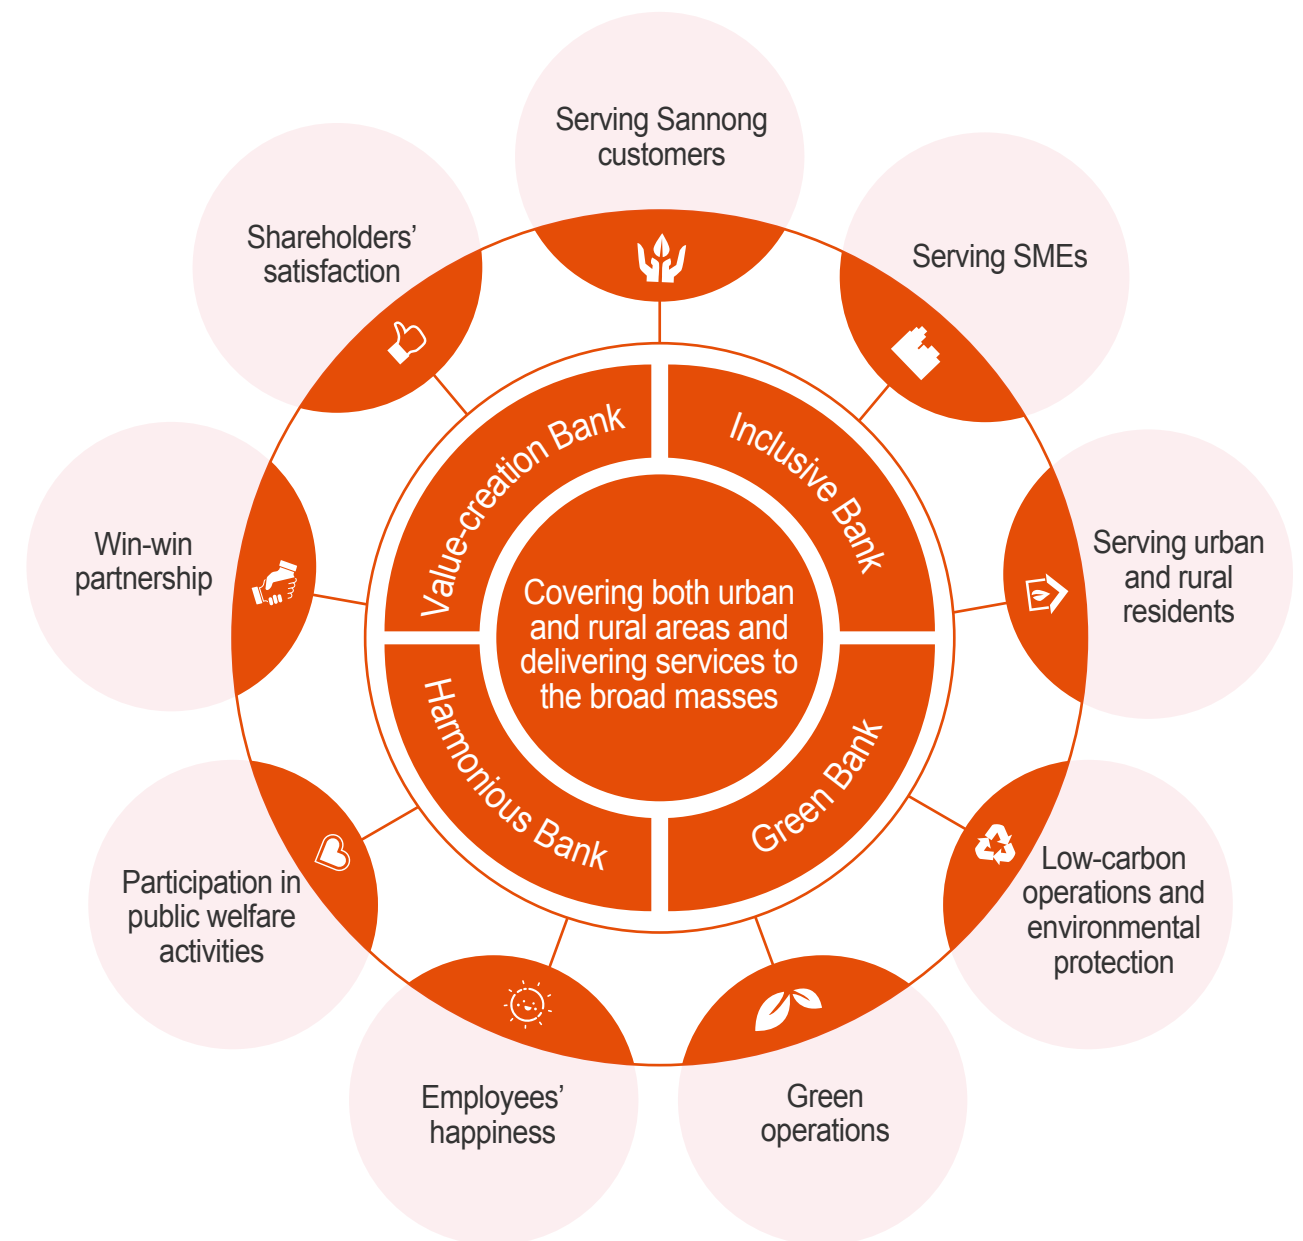 Serving Sannong
customers
Serving SMEs
Serving urban
and rural
residents
Low-carbon
operations and
environmental
protection
Green
operations
Employees’
happiness
Participation in
public welfare
activities
Win-win
partnership
Shareholders’
satisfaction
Value-creation Bank
Inclusive Bank
Green Bank
Harmonious Bank
Covering both urban
and rural areas and
delivering services to
the broad masses